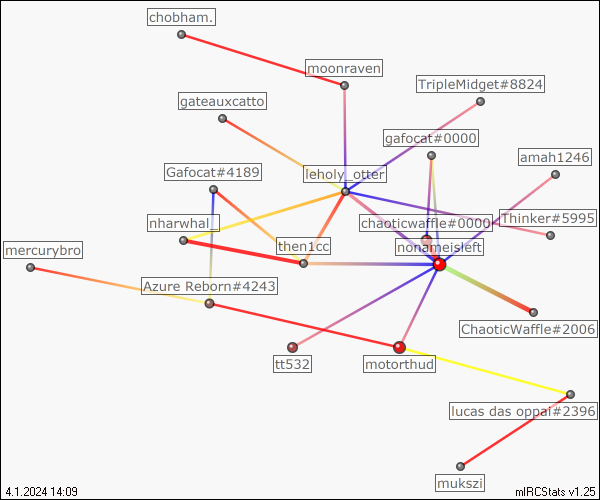 chobham.
moonraven
TripleMidget#8824
gateauxcatto
gafocat#0000
amah1246
Gafocat#4189
leholy_otter
Thinker#5995
nharwhal_
chaoticwaffle#0000
then1cc
nonameisleft
mercurybro
Azure Reborn#4243
ChaoticWaffle#2006
tt532
motorthud
lucas das oppai#2396
mukszi
4.1.2024 14:09
mIRCStats v1.25